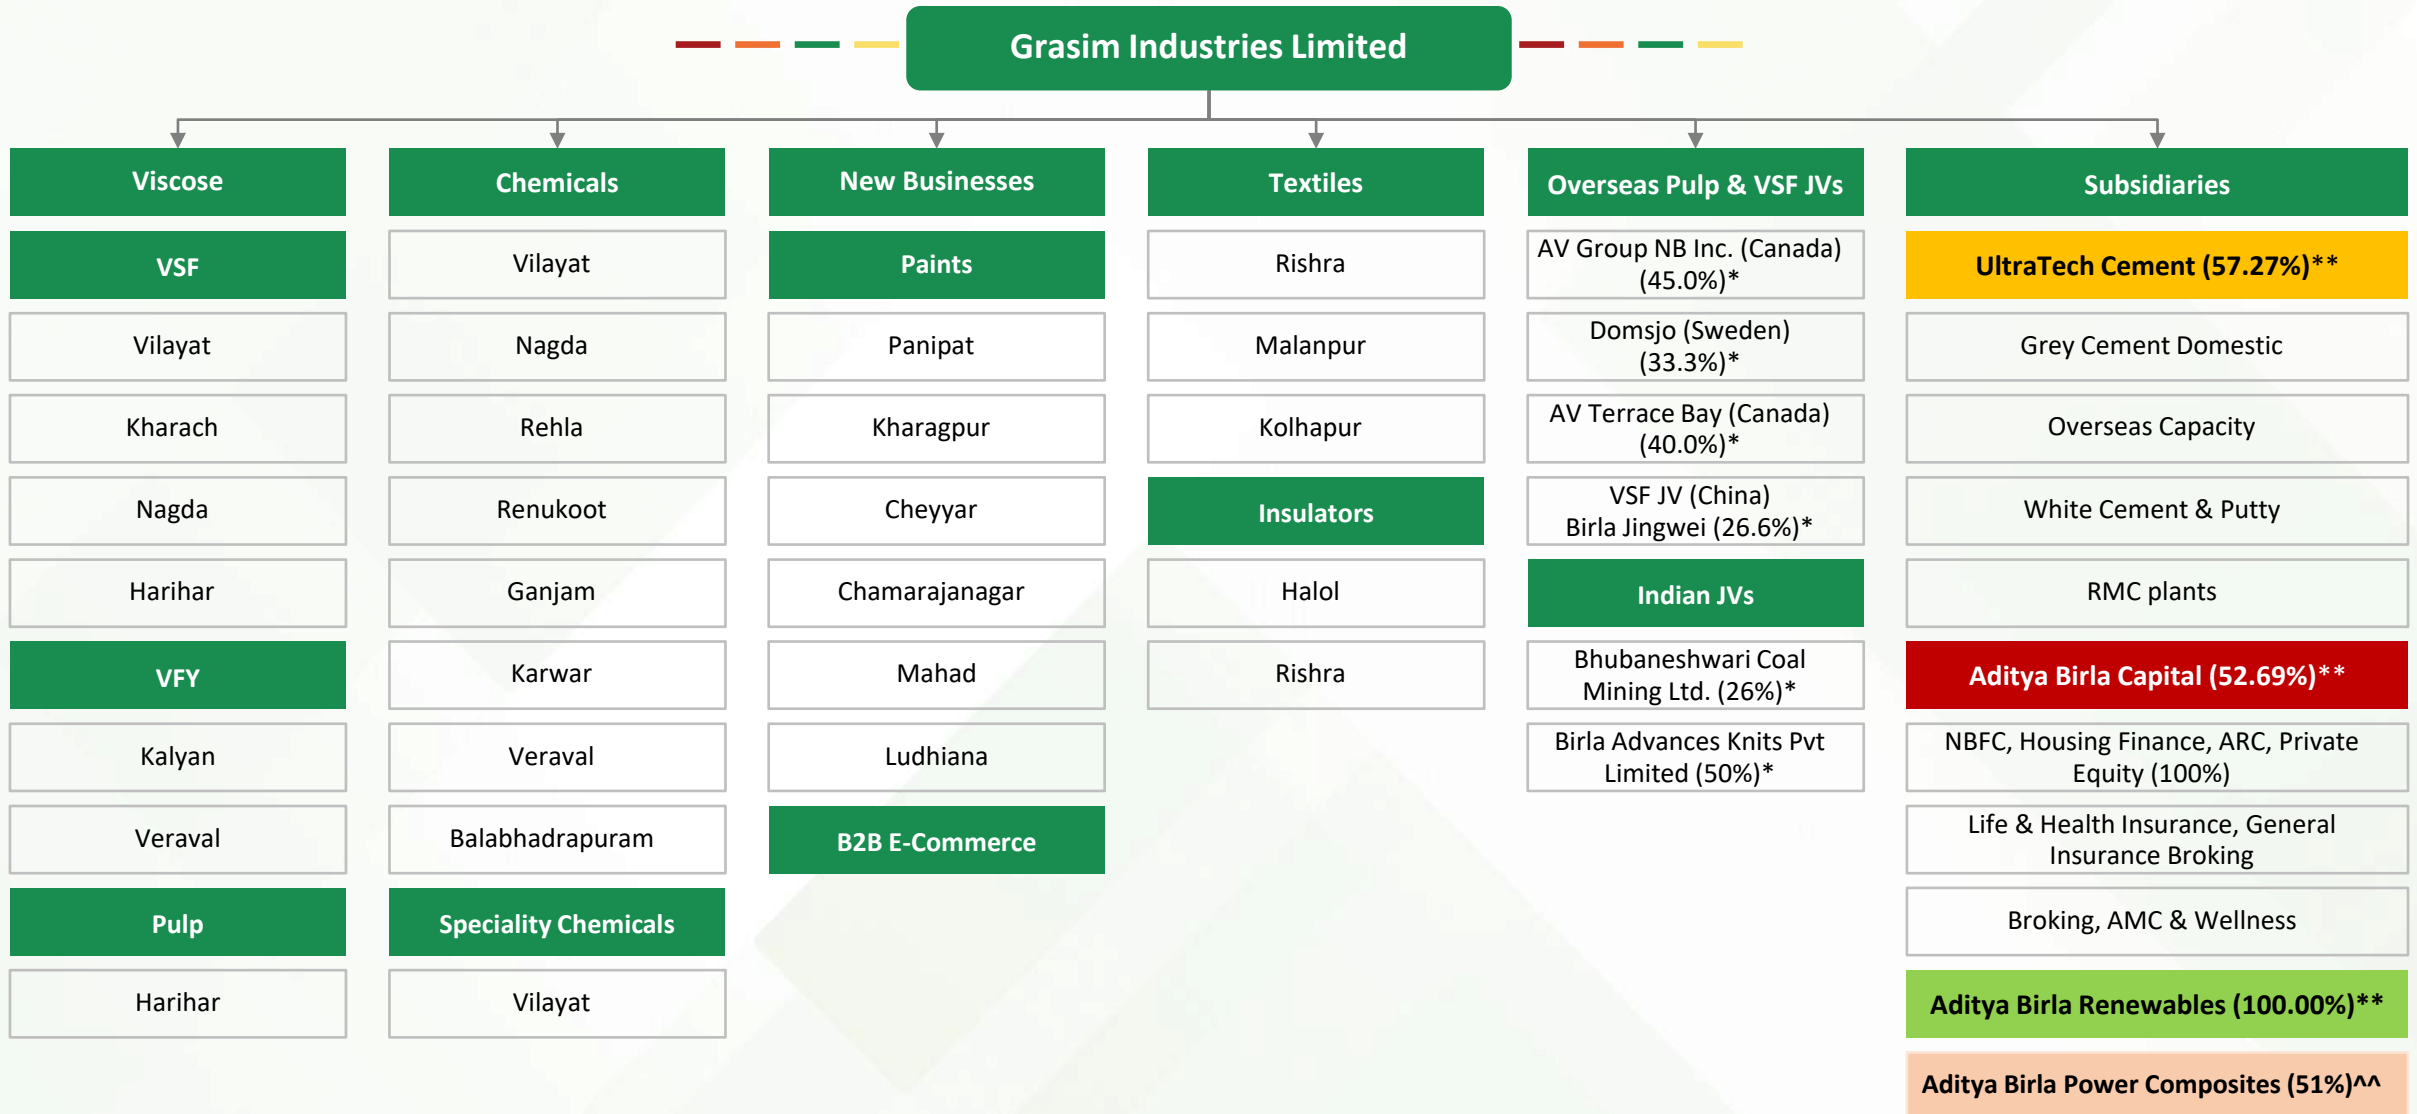 Grasim Industries Limited
Viscose
VSF
Vilayat
Kharach
Nagda
Harihar
VFY
Kalyan
Veraval
Pulp
Harihar
Chemicals
Vilayat
Nagda
Rehla
Renukoot
Ganjam
Karwar
Veraval
Balabhadrapuram
Speciality Chemicals
Vilayat
New Businesses
Paints
Panipat
Kharagpur
Cheyyar
Chamarajanagar
Mahad
Ludhiana
B2B E-Commerce
Textiles
Rishra
Malanpur
Kolhapur
Insulators
Halol
Rishra
Overseas Pulp & VSF JVs
AV Group NB Inc. (Canada)
(45.0%)*
Domsjo (Sweden)
(33.3%)*
AV Terrace Bay (Canada)
(40.0%)*
VSF JV (China)
Birla Jingwei (26.6%)*
Indian JVs
Bhubaneshwari Coal
Mining Ltd. (26%)*
Birla Advances Knits Pvt
Limited (50%)*
Subsidiaries
UltraTech Cement (57.27%)**
Grey Cement Domestic
Overseas Capacity
White Cement & Putty
RMC plants
Aditya Birla Capital (52.69%)**
NBFC, Housing Finance, ARC, Private
Equity (100%)
Life & Health Insurance, General
Insurance Broking
Broking, AMC & Wellness
Aditya Birla Renewables (100.00%)**
Aditya Birla Power Composites (51%)^^